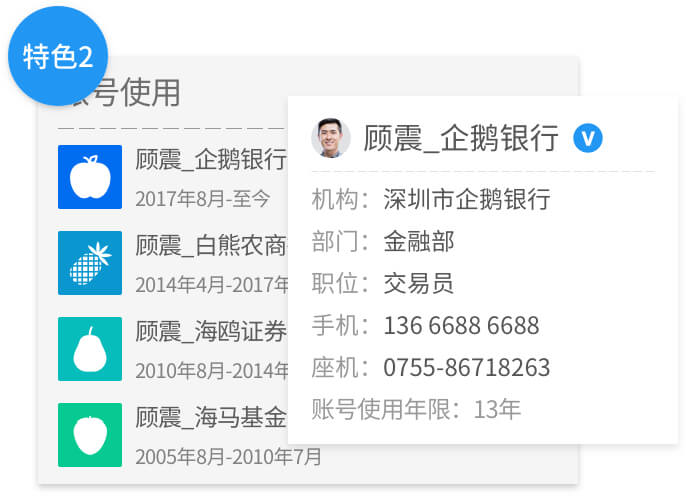 特色2
账号使用
顾震_企鹅银行
2017年8月-至今
顾震_白熊农商
2014年4月-2017年
顾震_海鸥证券
2010年8月-2014年
顾震_海马基金
2005年8月-2010年7月
顾震_企鹅银行 V
机构：深圳市企鹅银行
部门：金融部
职位：交易员
手机：136 6688 6688
座机：0755-86718263
账号使用年限：13年